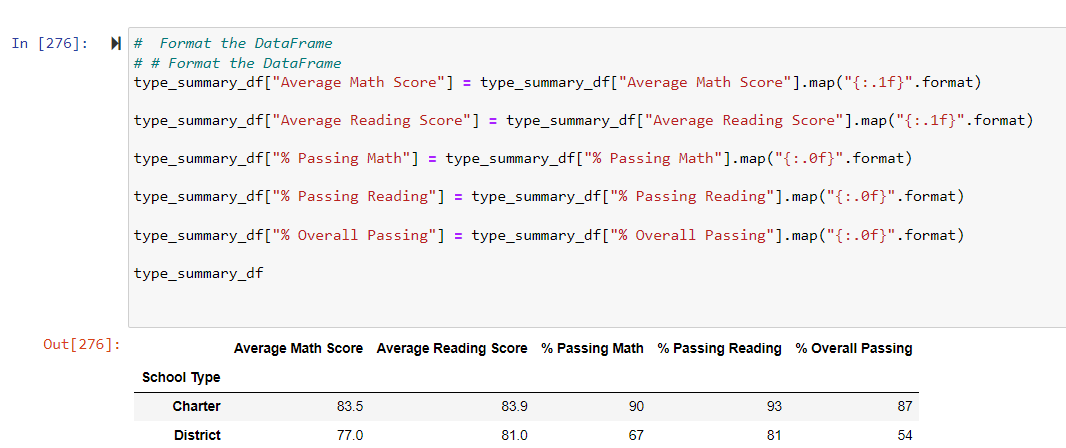 In [276]:
#  Format the DataFrame
# # Format the DataFrame
type_summary_df["Average Math Score"] = type_summary_df["Average Math Score"].map("{:.1f}".format)
type_summary_df["Average Reading Score"] = type_summary_df["Average Reading Score"].map("{:.1f}".format)
type_summary_df["% Passing Math"] = type_summary_df["% Passing Math"].map("{:.0f}".format)
type_summary_df["% Passing Reading"] = type_summary_df["% Passing Reading"].map("{:.0f}".format)
type_summary_df["% Overall Passing"] = type_summary_df["% Overall Passing"].map("{:.0f}".format)
type_summary_df
Out[276]:
Average Math Score Average Reading Score % Passing Math % Passing Reading % Overall Passing
School Type
Charter 83.5 83.9 90 93 87
District 77.0 81.0 67 81 54